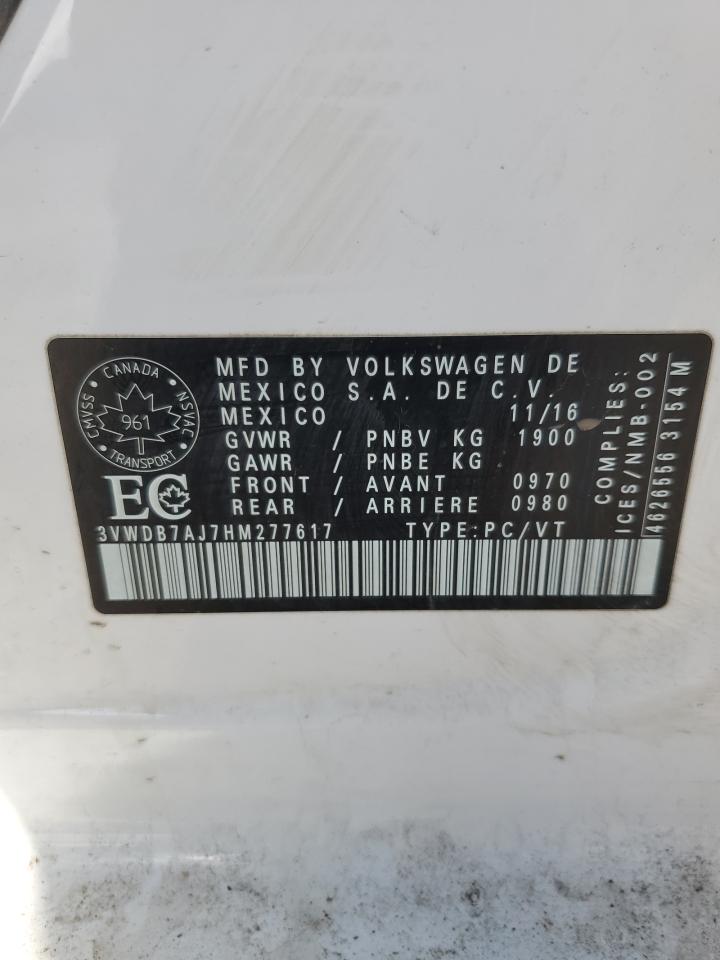 MFD BY VOLKSWAGEN DE
MEXICO S.A. DE C.V.
MEXICO 11/16
GVWR / PNBV KG 1900
GAWR / PNBE KG
FRONT / AVANT 0970
REAR / ARRIERE 0980
3VWDB7AJ7HM277617 TYPE:PC/VT
CANADA
CMVSS
NSVAC
961
TRANSPORT
EC
COMPLIES:
ICES/NMB-002
4626556 3154 M